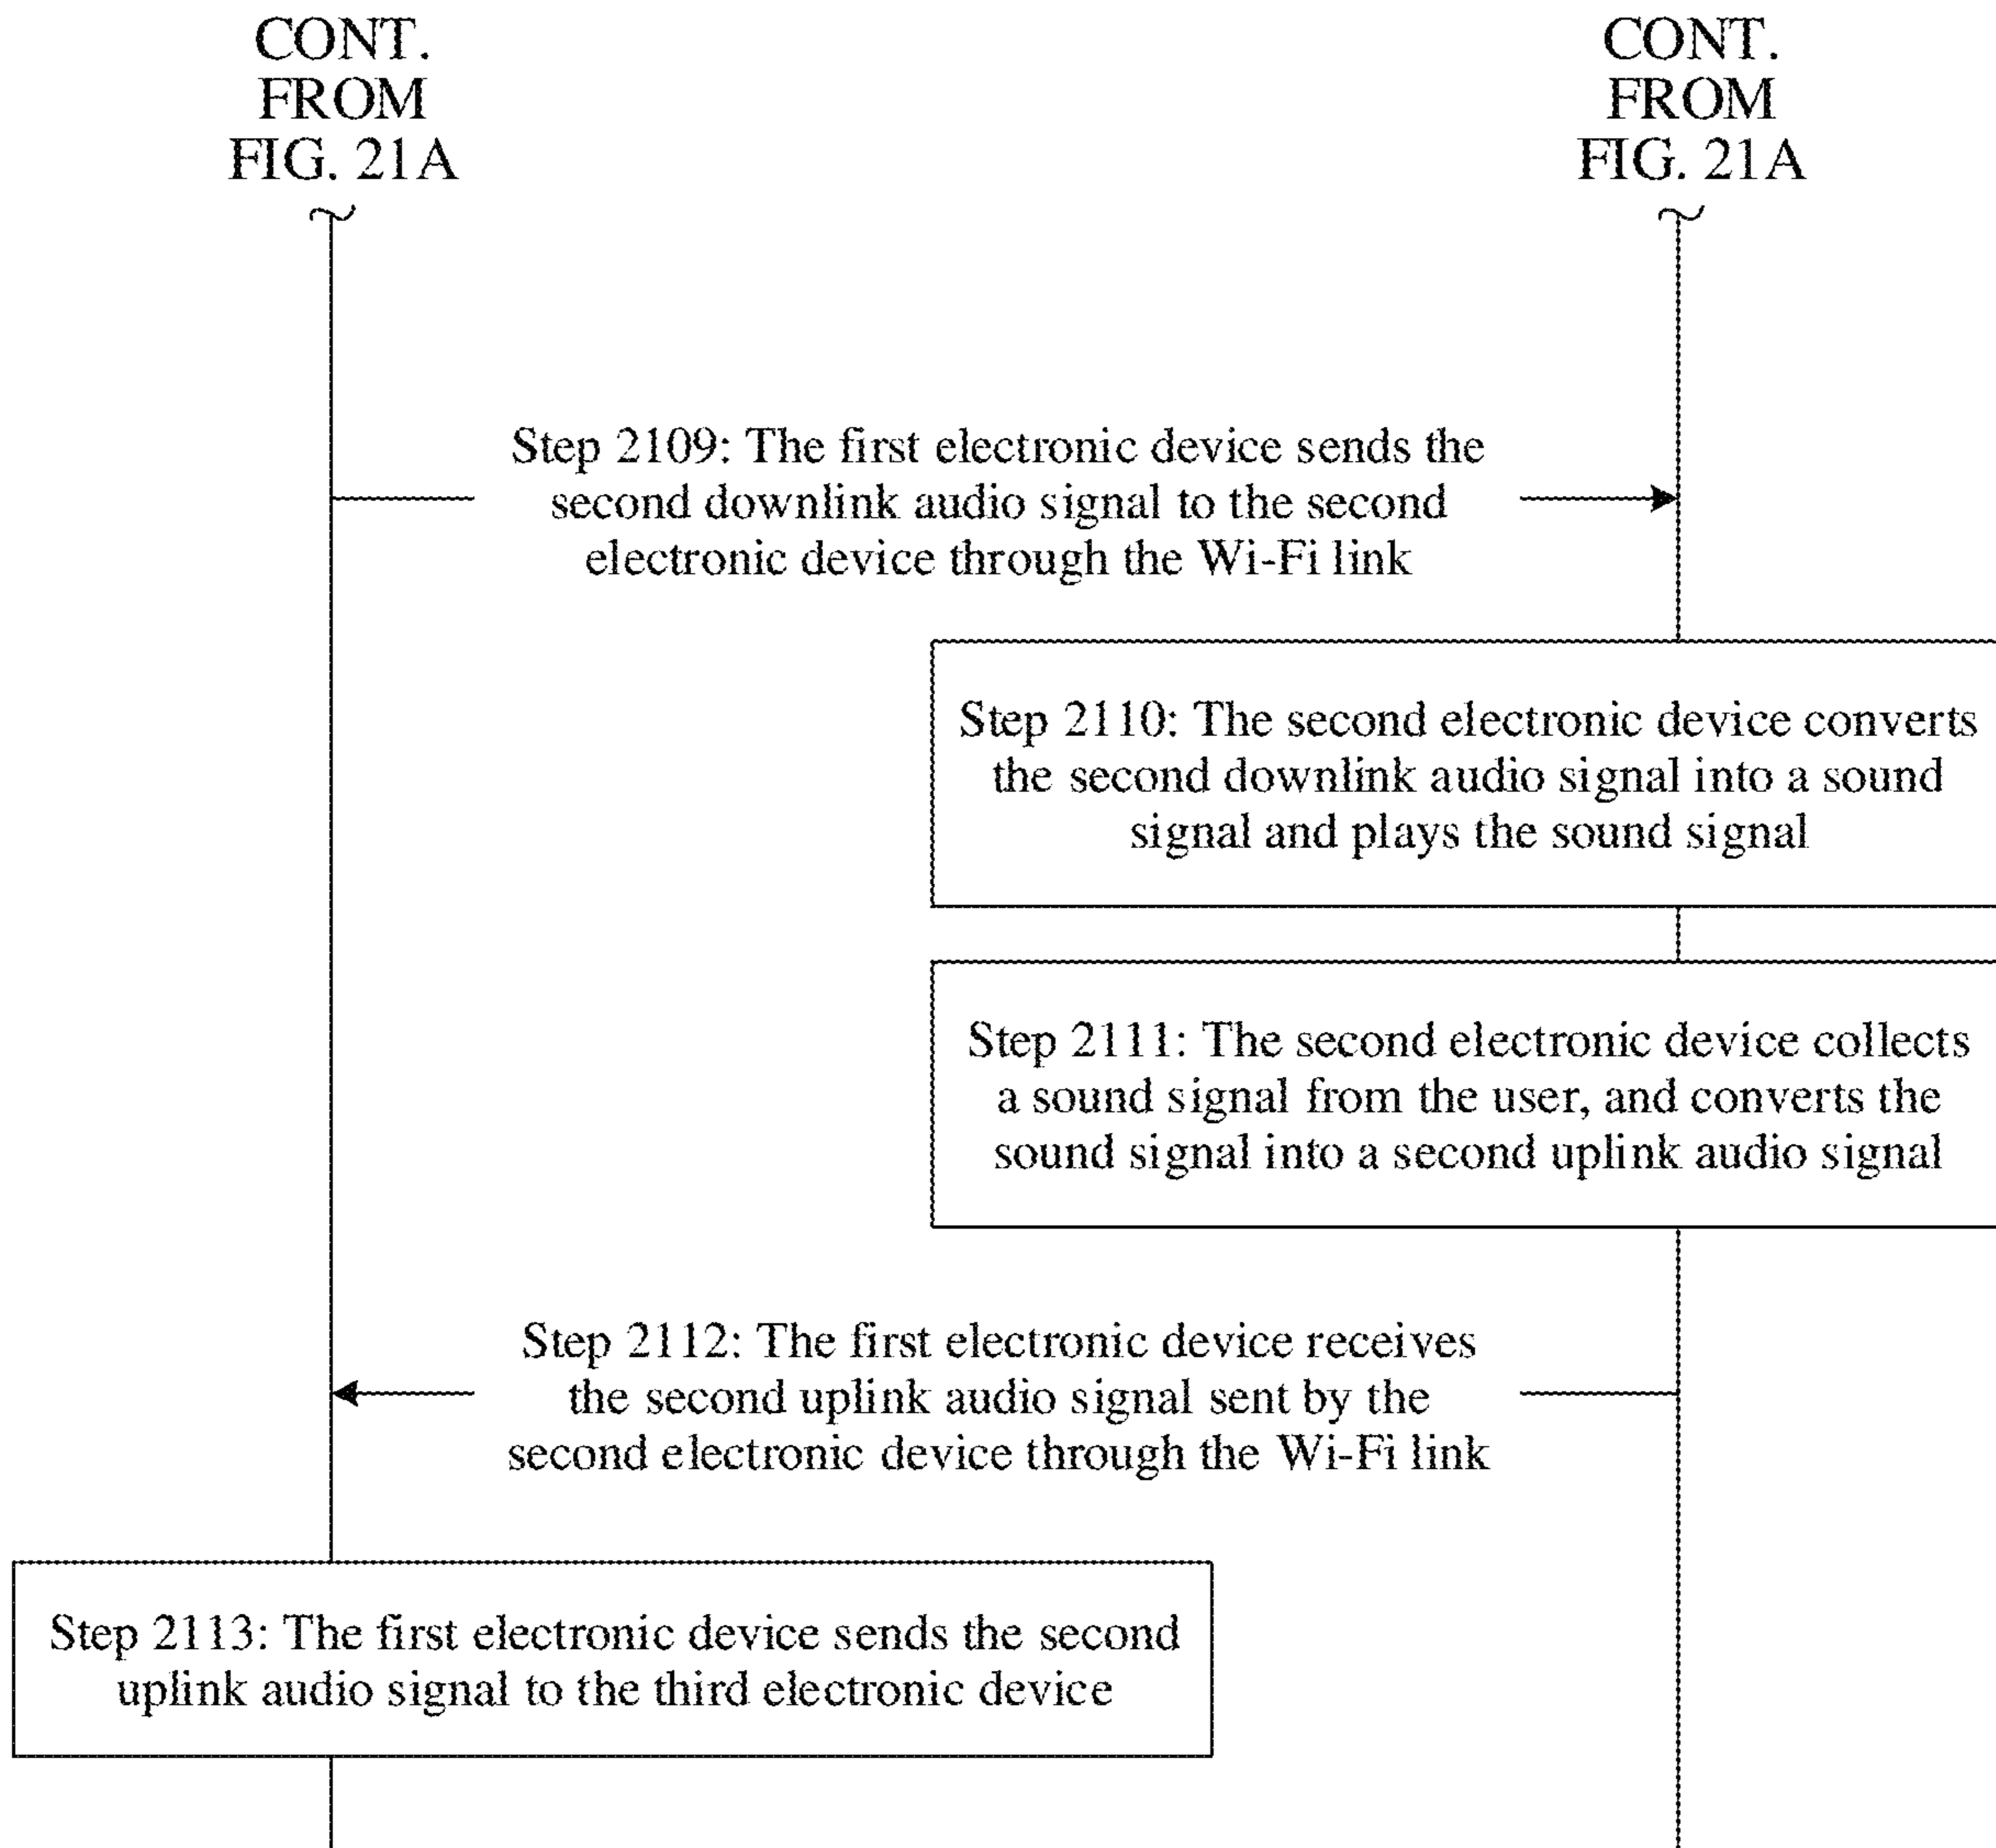 CONT.
FROM
FIG. 21A
CONT.
FROM
FIG. 21A
Step 2109: The first electronic device sends the
second downlink audio signal to the second
electronic device through the Wi-Fi link
Step 2110: The second electronic device converts
the second downlink audio signal into a sound
signal and plays the sound signal
Step 2111: The second electronic device collects
a sound signal from the user, and converts the
sound signal into a second uplink audio signal
Step 2112: The first electronic device receives
the second uplink audio signal sent by the
second electronic device through the Wi-Fi link
Step 2113: The first electronic device sends the second
uplink audio signal to the third electronic device